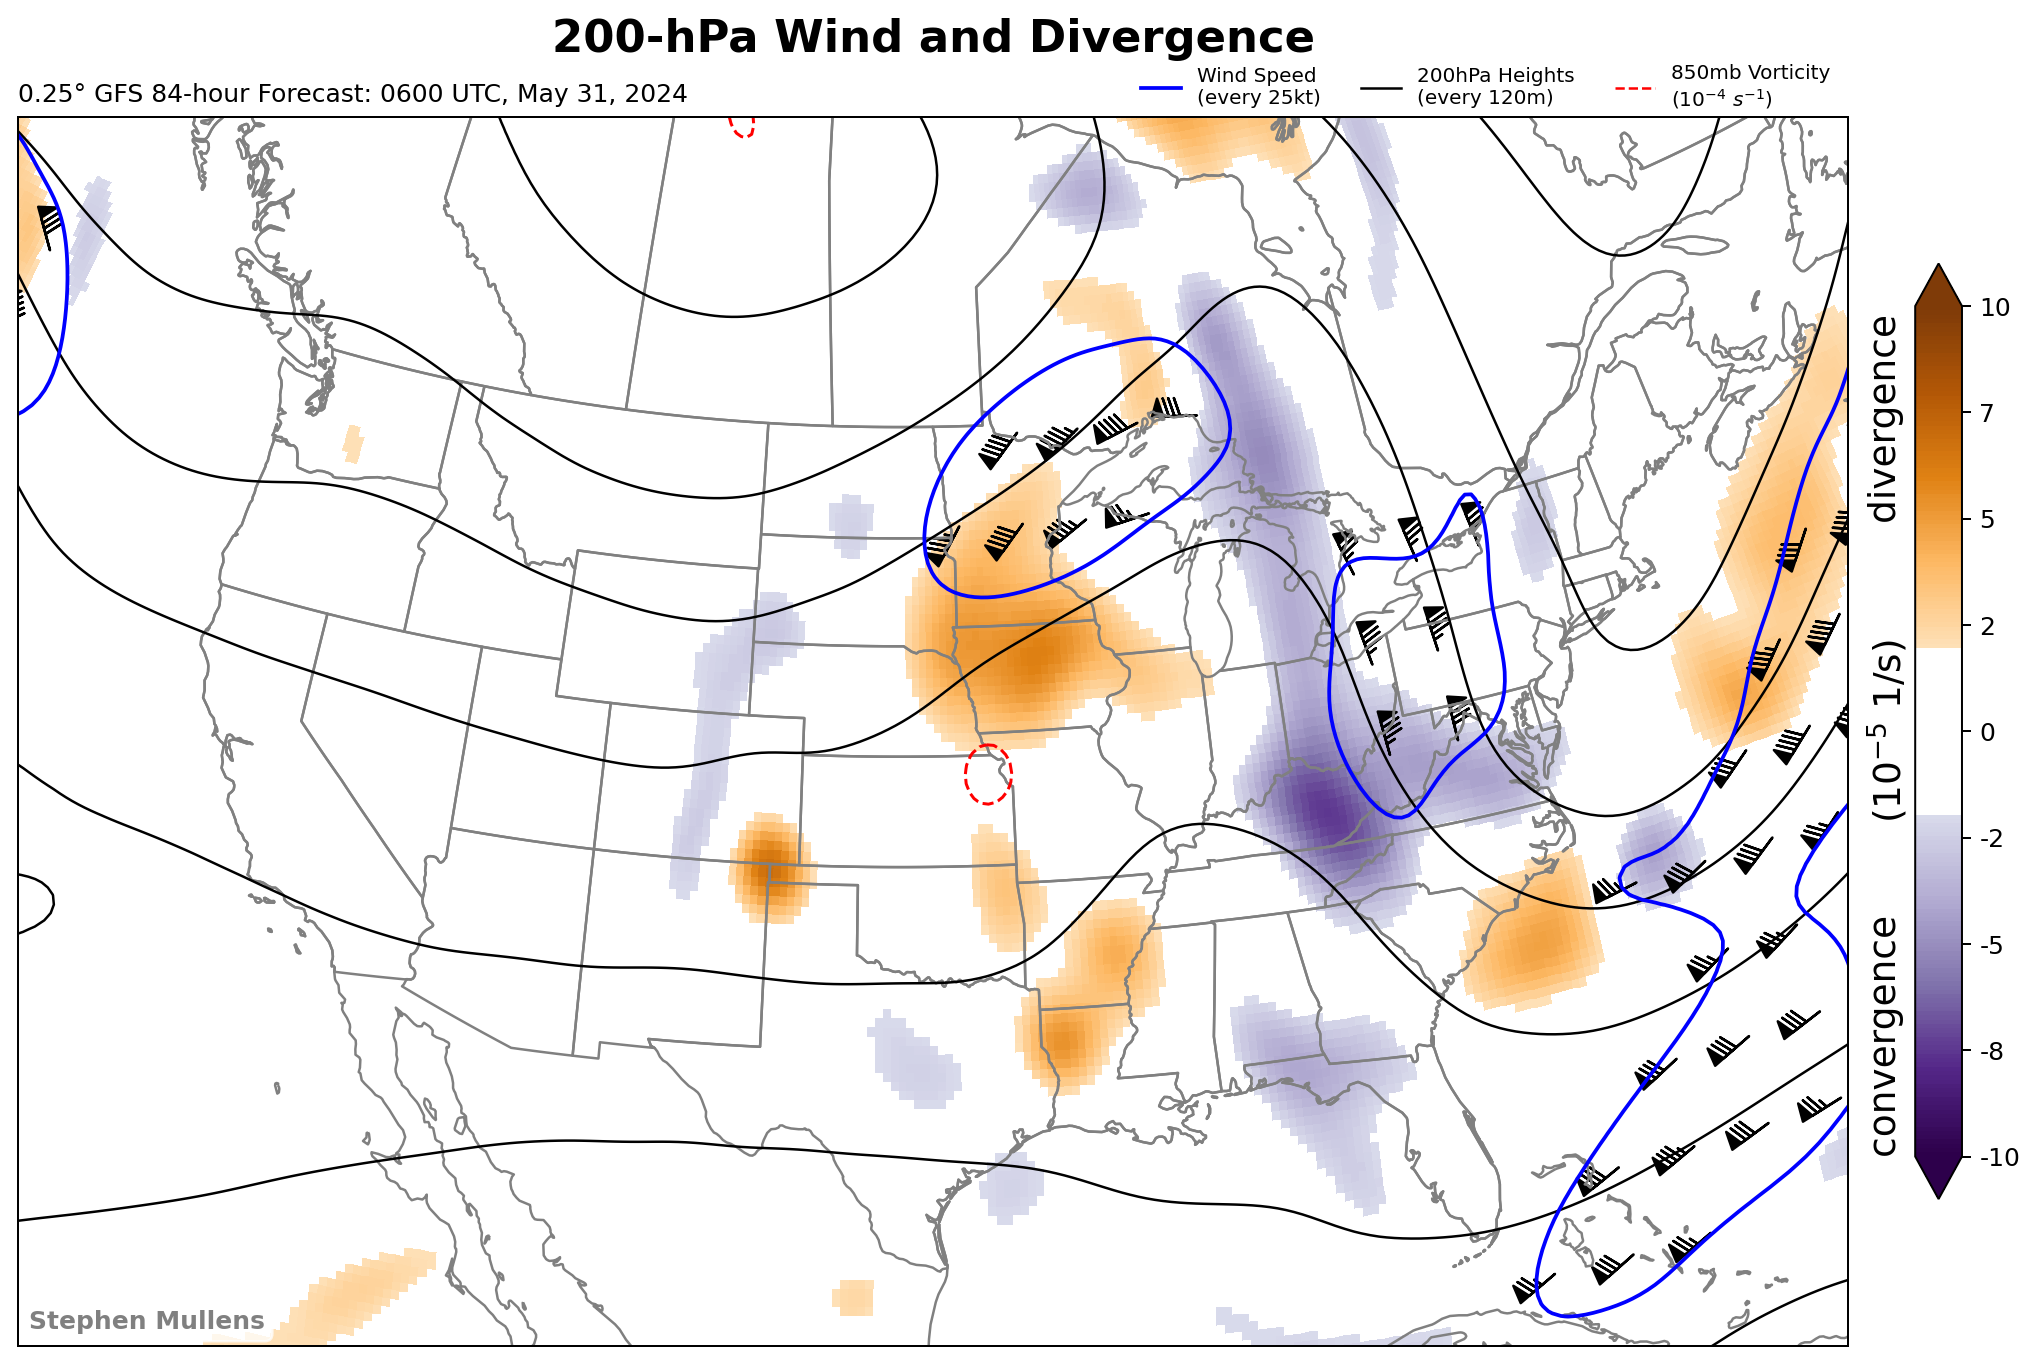 200-hPa Wind and Divergence
0.25° GFS 84-hour Forecast: 0600 UTC, May 31, 2024
Wind Speed
(every 25kt)
200hPa Heights
(every 120m)
850mb Vorticity
(10⁻⁴ s⁻¹)
10
7
5
2
0
-2
-5
-8
-10
convergence (10⁻⁵ 1/s) divergence
Stephen Mullens